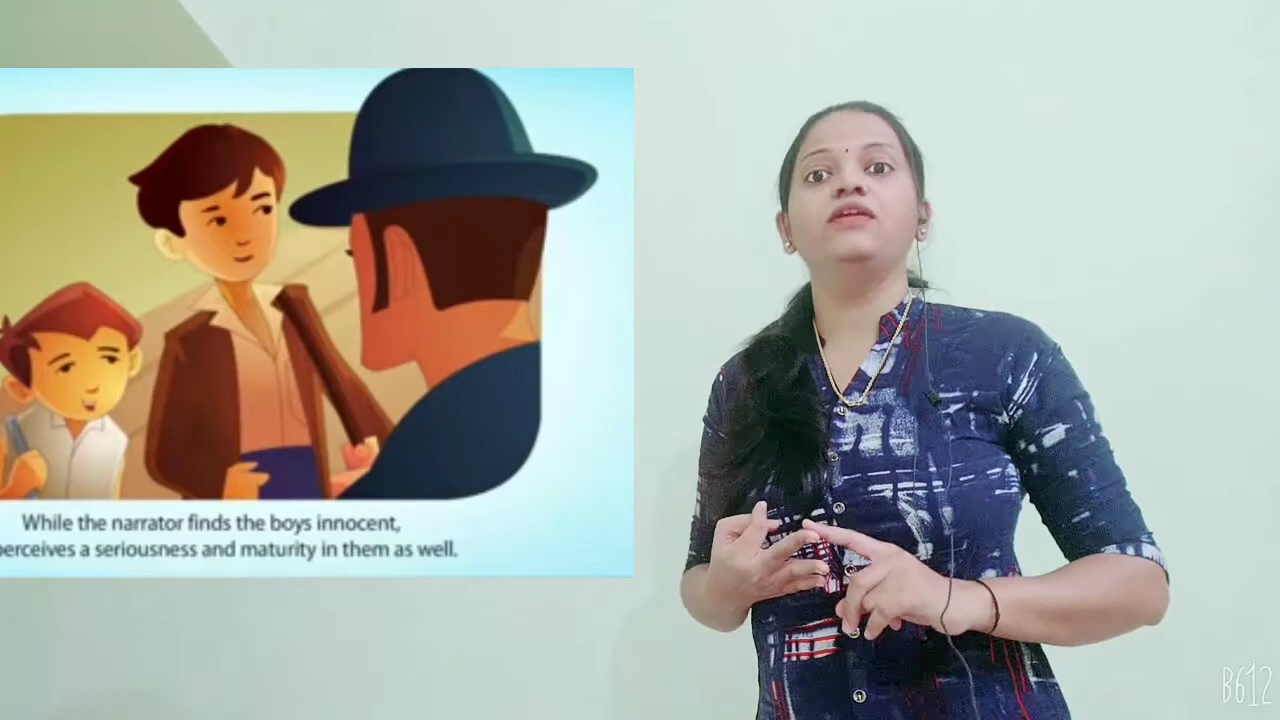 While the narrator finds the boys innocent,
perceives a seriousness and maturity in them as well.
B612